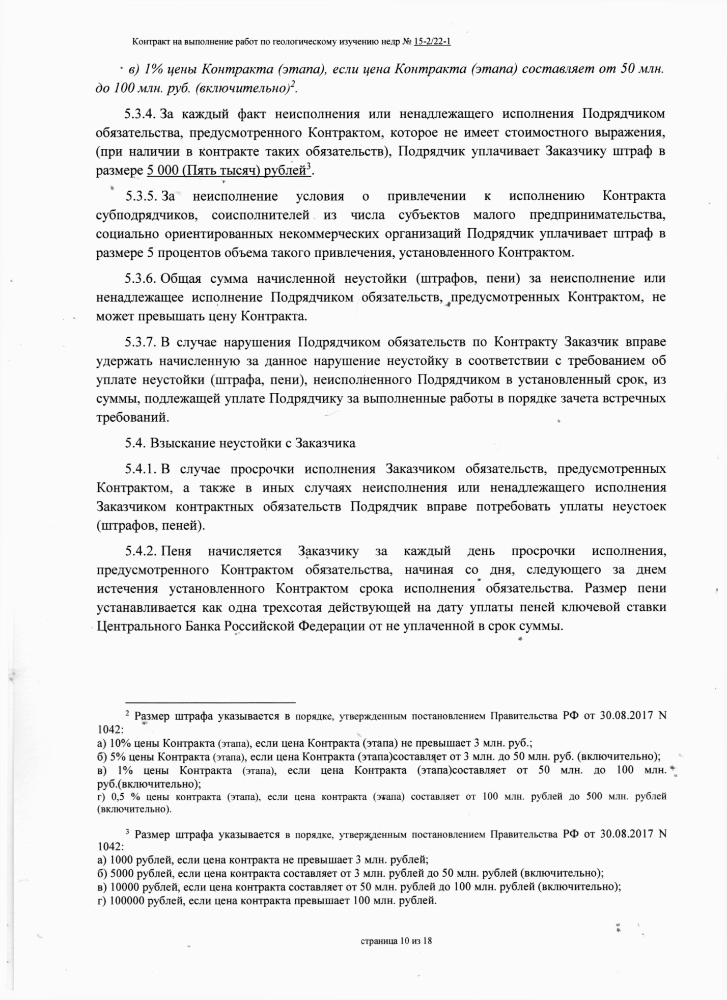 Контракт на выполнение работ по геологическому изучению недр № 15-2/22-1
в) 1% цены Контракта (этапа), если цена Контракта (этапа) составляет от 50 млн.
до 100 млн. руб. (включительно)².
5.3.4. За каждый факт неисполнения или ненадлежащего исполнения Подрядчиком
обязательства, предусмотренного Контрактом, которое не имеет стоимостного выражения,
(при наличии в контракте таких обязательств), Подрядчик уплачивает Заказчику штраф в
размере 5 000 (Пять тысяч) рублей³.
5.3.5. За неисполнение условия о привлечении к исполнению Контракта
субподрядчиков, соисполнителей из числа субъектов малого предпринимательства,
социально ориентированных некоммерческих организаций Подрядчик уплачивает штраф в
размере 5 процентов объема такого привлечения, установленного Контрактом.
5.3.6. Общая сумма начисленной неустойки (штрафов, пени) за неисполнение или
ненадлежащее исполнение Подрядчиком обязательств, предусмотренных Контрактом, не
может превышать цену Контракта.
5.3.7. В случае нарушения Подрядчиком обязательств по Контракту Заказчик вправе
удержать начисленную за данное нарушение неустойку в соответствии с требованием об
уплате неустойки (штрафа, пени), неисполненного Подрядчиком в установленный срок, из
суммы, подлежащей уплате Подрядчику за выполненные работы в порядке зачета встречных
требований.
5.4. Взыскание неустойки с Заказчика
5.4.1. В случае просрочки исполнения Заказчиком обязательств, предусмотренных
Контрактом, а также в иных случаях неисполнения или ненадлежащего исполнения
Заказчиком контрактных обязательств Подрядчик вправе потребовать уплаты неустоек
(штрафов, пеней).
5.4.2. Пеня начисляется Заказчику за каждый день просрочки исполнения,
предусмотренного Контрактом обязательства, начиная со дня, следующего за днем
истечения установленного Контрактом срока исполнения обязательства. Размер пени
устанавливается как одна трехсотая действующей на дату уплаты пеней ключевой ставки
Центрального Банка Российской Федерации от не уплаченной в срок суммы.
² Размер штрафа указывается в порядке, утвержденным постановлением Правительства РФ от 30.08.2017 N
1042:
а) 10% цены Контракта (этапа), если цена Контракта (этапа) не превышает 3 млн. руб.;
б) 5% цены Контракта (этапа), если цена Контракта (этапа)составляет от 3 млн. до 50 млн. руб. (включительно);
в) 1% цены Контракта (этапа), если цена Контракта (этапа)составляет от 50 млн. до 100 млн.
руб.(включительно);
г) 0,5 % цены контракта (этапа), если цена контракта (этапа) составляет от 100 млн. рублей до 500 млн. рублей
(включительно).
³ Размер штрафа указывается в порядке, утвержденным постановлением Правительства РФ от 30.08.2017 N
1042:
а) 1000 рублей, если цена контракта не превышает 3 млн. рублей;
б) 5000 рублей, если цена контракта составляет от 3 млн. рублей до 50 млн. рублей (включительно);
в) 10000 рублей, если цена контракта составляет от 50 млн. рублей до 100 млн. рублей (включительно);
г) 100000 рублей, если цена контракта превышает 100 млн. рублей.
страница 10 из 18